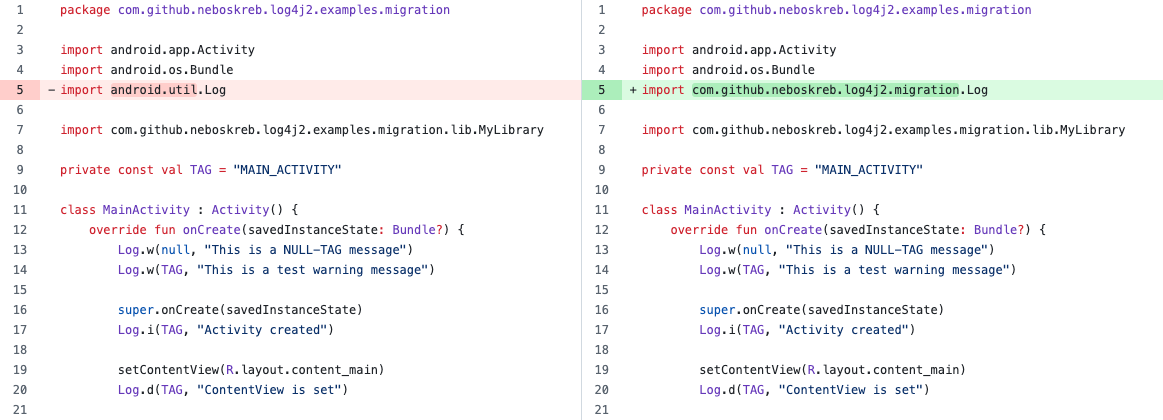 1 package com.github.neboskreb.log4j2.examples.migration
2
3 import android.app.Activity
4 import android.os.Bundle
5 - import android.util.Log
6
7 import com.github.neboskreb.log4j2.examples.migration.lib.MyLibrary
8
9 private const val TAG = "MAIN_ACTIVITY"
10
11 class MainActivity : Activity() {
12 override fun onCreate(savedInstanceState: Bundle?) {
13 Log.w(null, "This is a NULL-TAG message")
14 Log.w(TAG, "This is a test warning message")
15
16 super.onCreate(savedInstanceState)
17 Log.i(TAG, "Activity created")
18
19 setContentView(R.layout.content_main)
20 Log.d(TAG, "ContentView is set")
21
1 package com.github.neboskreb.log4j2.examples.migration
2
3 import android.app.Activity
4 import android.os.Bundle
5 + import com.github.neboskreb.log4j2.migration.Log
6
7 import com.github.neboskreb.log4j2.examples.migration.lib.MyLibrary
8
9 private const val TAG = "MAIN_ACTIVITY"
10
11 class MainActivity : Activity() {
12 override fun onCreate(savedInstanceState: Bundle?) {
13 Log.w(null, "This is a NULL-TAG message")
14 Log.w(TAG, "This is a test warning message")
15
16 super.onCreate(savedInstanceState)
17 Log.i(TAG, "Activity created")
18
19 setContentView(R.layout.content_main)
20 Log.d(TAG, "ContentView is set")
21